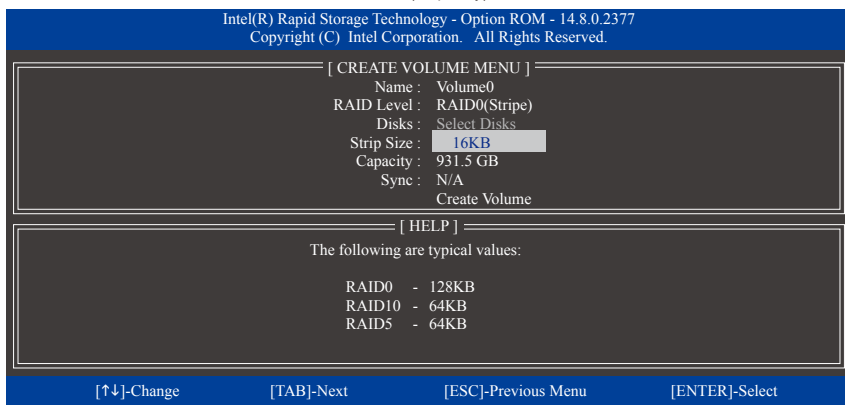 Intel(R) Rapid Storage Technology - Option ROM - 14.8.0.2377
Copyright (C) Intel Corporation. All Rights Reserved.
[ CREATE VOLUME MENU ]
Name : Volume0
RAID Level : RAID0(Stripe)
Disks : Select Disks
Strip Size : 16KB
Capacity : 931.5 GB
Sync : N/A
Create Volume
[ HELP ]
The following are typical values:
RAID0 - 128KB
RAID10 - 64KB
RAID5 - 64KB
[↑↓]-Change [TAB]-Next [ESC]-Previous Menu [ENTER]-Select